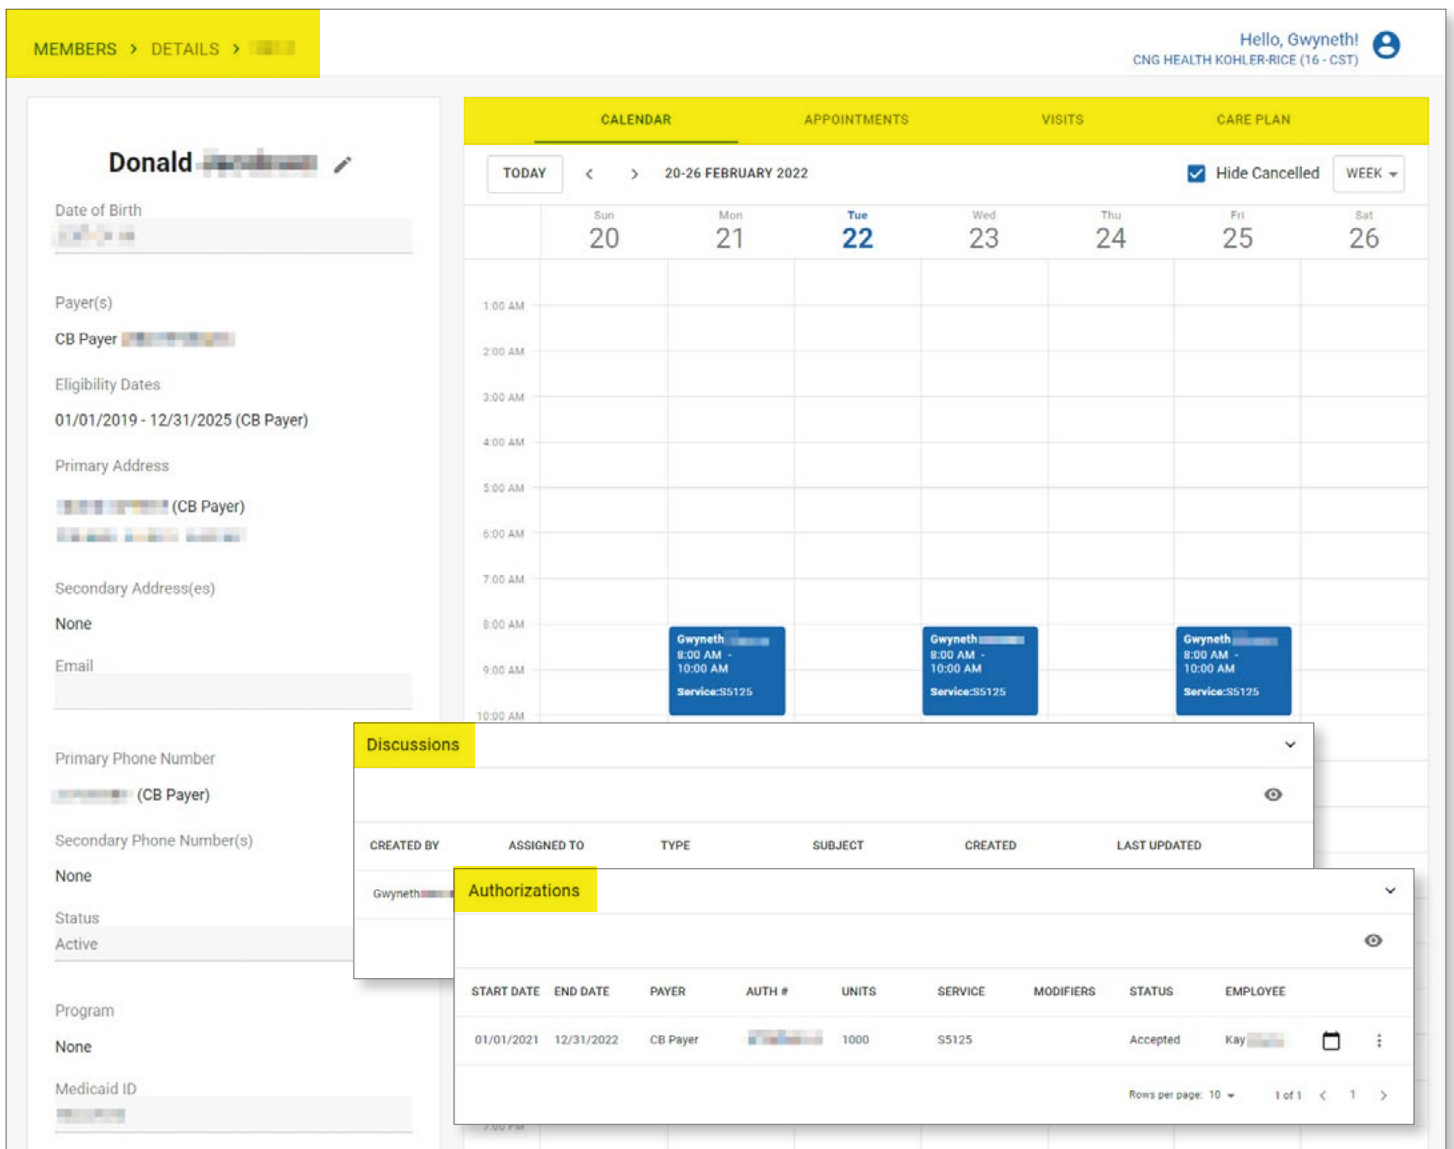 MEMBERS > DETAILS >
Hello, Gwyneth!
CNG HEALTH KOHLER-RICE (16 - CST)
Donald
Date of Birth
Payer(s)
CB Payer
Eligibility Dates
01/01/2019 - 12/31/2025 (CB Payer)
Primary Address
(CB Payer)
Secondary Address(es)
None
Email
Primary Phone Number
(CB Payer)
Secondary Phone Number(s)
None
Status
Active
Program
None
Medicaid ID
CALENDAR APPOINTMENTS VISITS CARE PLAN
TODAY < > 20-26 FEBRUARY 2022 Hide Cancelled WEEK
Sun Mon Tue Wed Thu Fri Sat
20 21 22 23 24 25 26
1:00 AM
2:00 AM
3:00 AM
4:00 AM
5:00 AM
6:00 AM
7:00 AM
8:00 AM
9:00 AM
10:00 AM
Gwyneth
8:00 AM -
10:00 AM
Service:S5125
Gwyneth
8:00 AM -
10:00 AM
Service:S5125
Gwyneth
8:00 AM -
10:00 AM
Service:S5125
Discussions
CREATED BY ASSIGNED TO TYPE SUBJECT CREATED LAST UPDATED
Gwyneth
Authorizations
START DATE END DATE PAYER AUTH # UNITS SERVICE MODIFIERS STATUS EMPLOYEE
01/01/2021 12/31/2022 CB Payer 1000 S5125 Accepted Kay
Rows per page: 10 1 of 1 < 1 >
7:00 PM